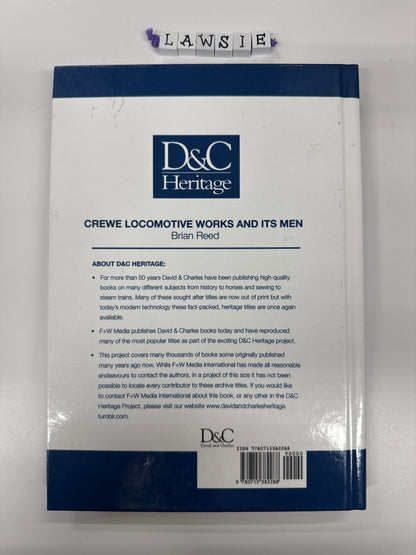 LAWSIE
D&C
Heritage
CREWE LOCOMOTIVE WORKS AND ITS MEN
Brian Reed
ABOUT D&C HERITAGE:
• For more than 50 years David & Charles have been publishing high-quality
books on many different subjects from history to horses and sewing to
steam trains. Many of these sought after titles are now out of print but with
today's modern technology these fact-packed, heritage titles are once again
available.
• F+W Media publishes David & Charles books today and have reproduced
many of the most popular titles as part of the exciting D&C Heritage project.
• This project covers many thousands of books some originally published
many years ago now. While F+W Media International has made all reasonable
endeavours to contact the authors, in a project of this size it has not been
possible to locate every contributor to these archive titles. If you would like
to contact F+W Media International about this book, or any other in the D&C
Heritage Project, please visit our website www.davidandcharlesheritage.
tumblr.com.
D&C
David and Charles
ISBN 9780715382288
90000
9 780715 382288